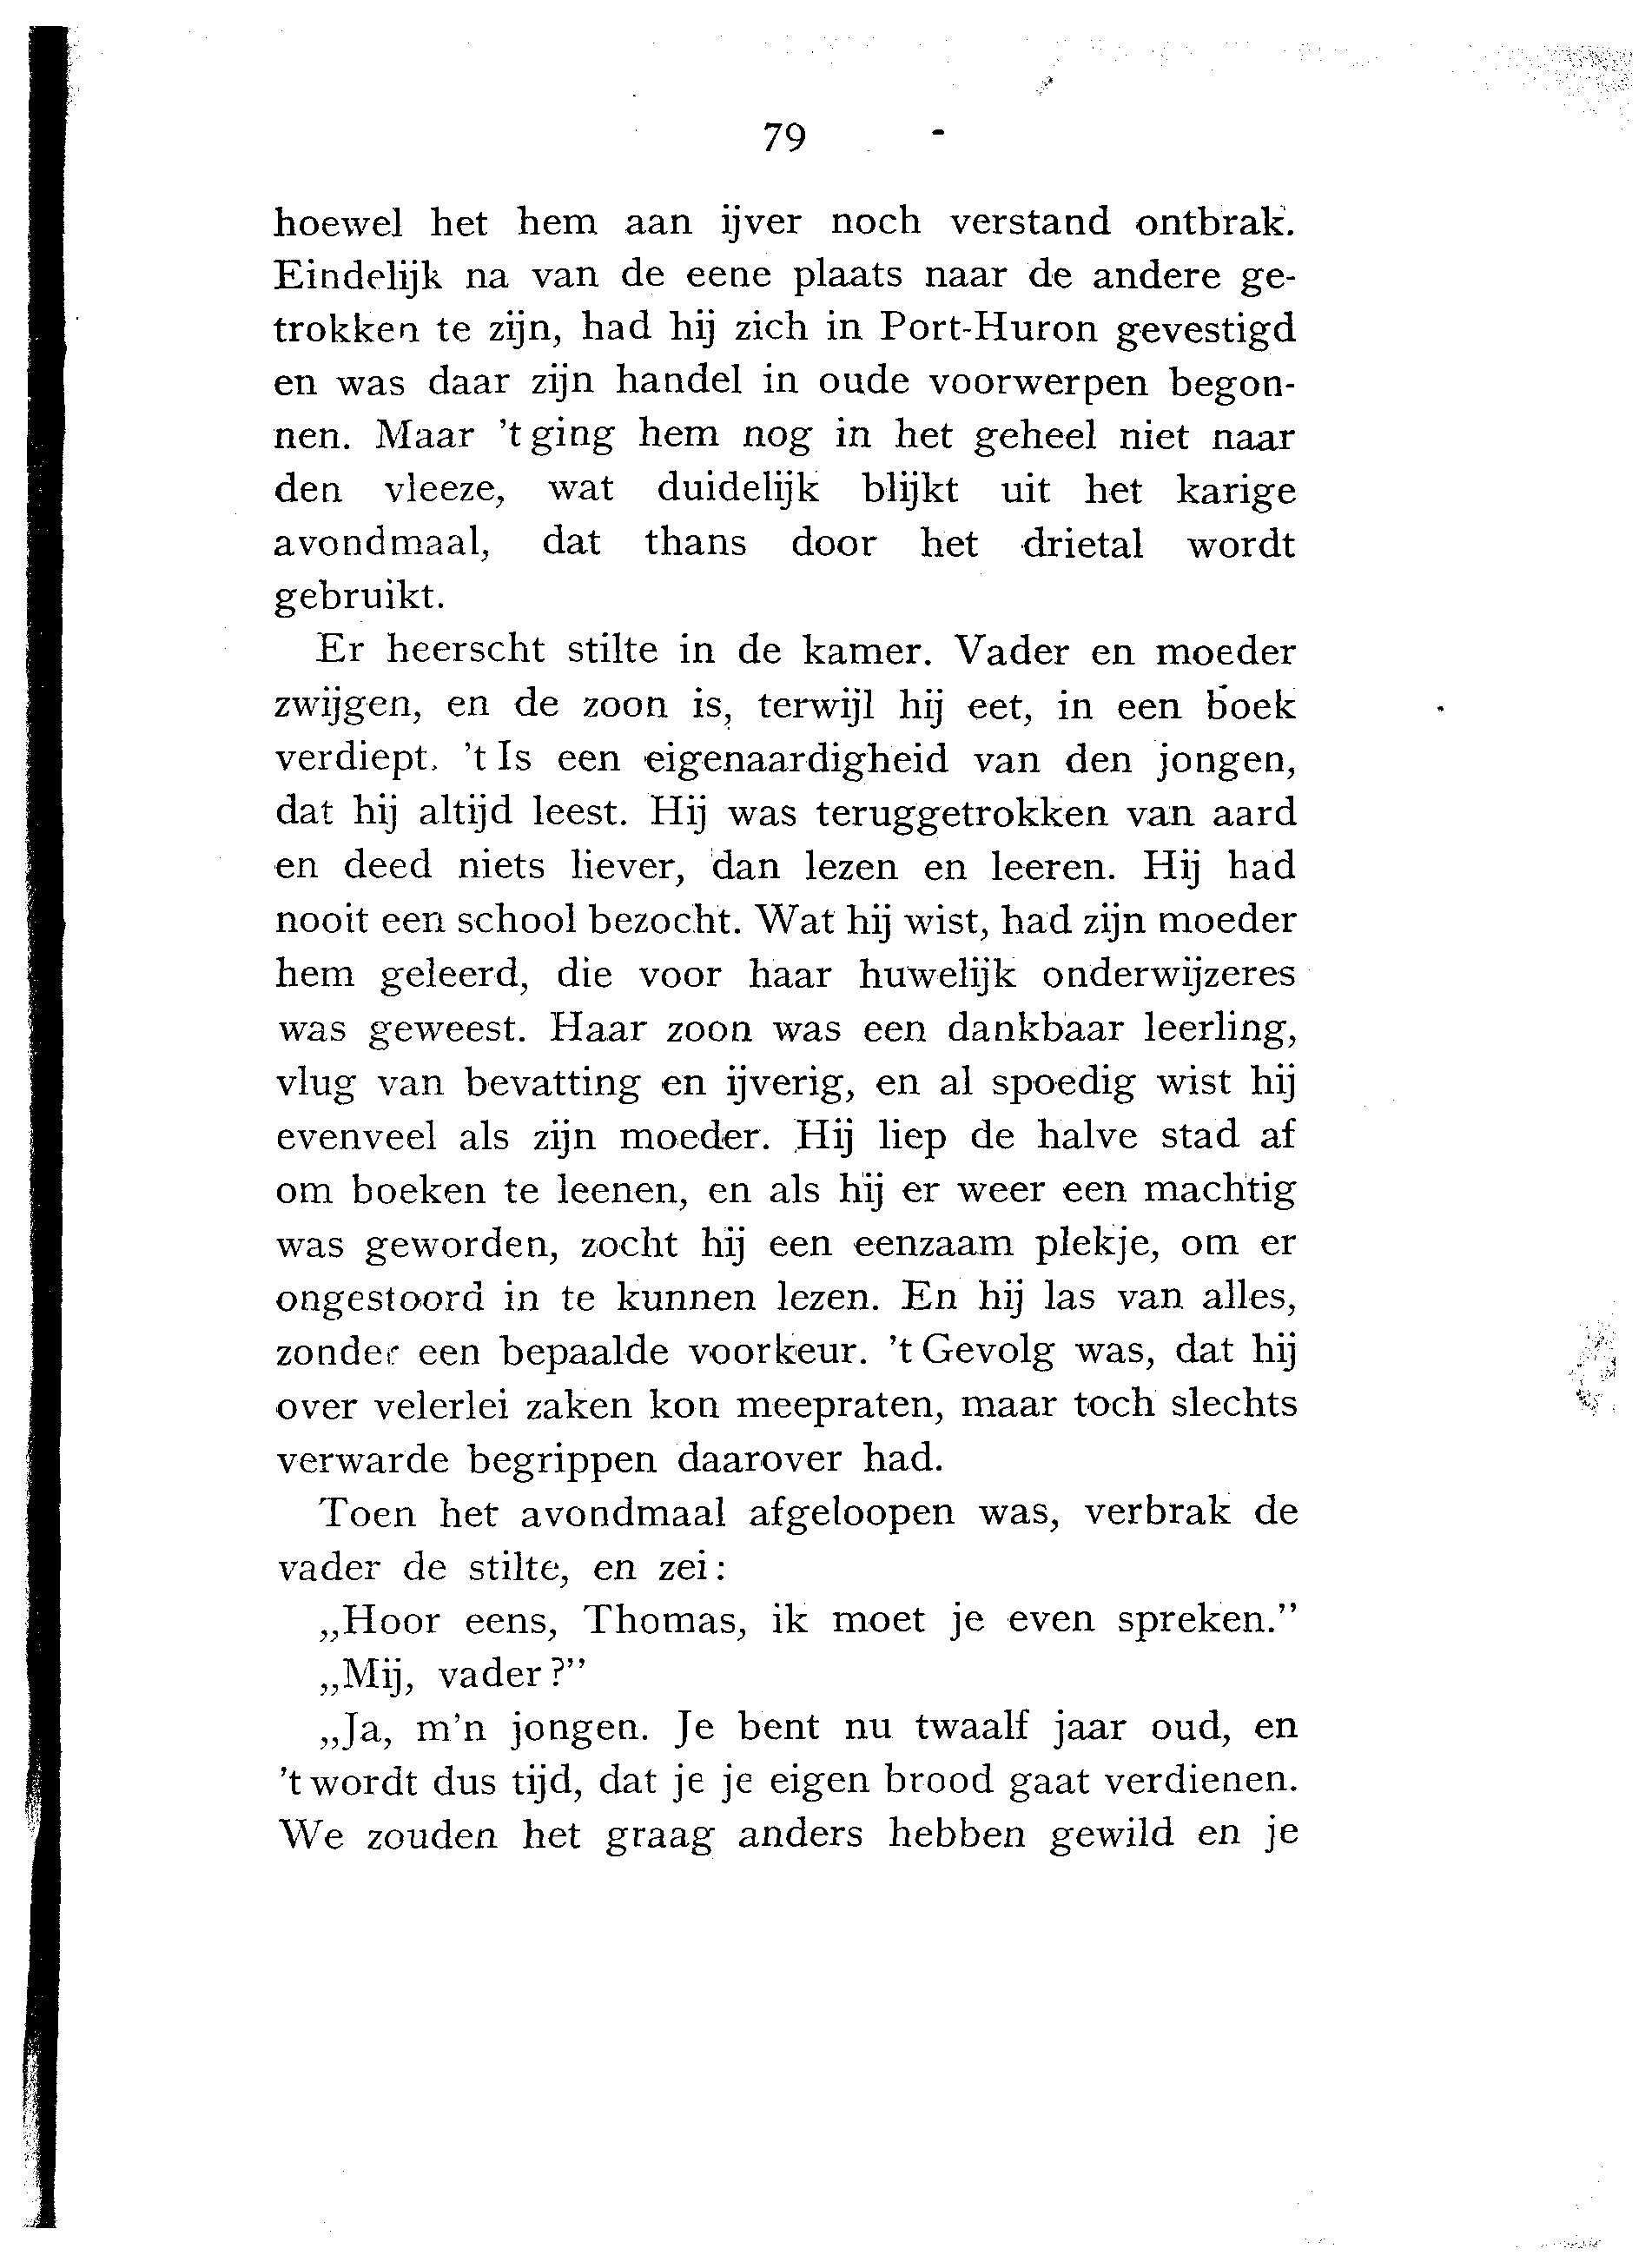 79
hoewel het hem aan ijver noch verstand ontbrak.
Eindelijk na van de eene plaats naar de andere ge-
trokken te zijn, had hij zich in Port-Huron gevestigd
en was daar zijn handel in oude voorwerpen begon-
nen. Maar 't ging hem nog in het geheel niet naar
den vleeze, wat duidelijk blijkt uit het karige
avondmaal, dat thans door het drietal wordt
gebruikt.
Er heerscht stilte in de kamer. Vader en moeder
zwijgen, en de zoon is, terwijl hij eet, in een boek
verdiept. 't Is een eigenaardigheid van den jongen,
dat hij altijd leest. Hij was teruggetrokken van aard
en deed niets liever, dan lezen en leeren. Hij had
nooit een school bezocht. Wat hij wist, had zijn moeder
hem geleerd, die voor haar huwelijk onderwijzeres
was geweest. Haar zoon was een dankbaar leerling,
vlug van bevatting en ijverig, en al spoedig wist hij
evenveel als zijn moeder. Hij liep de halve stad af
om boeken te leenen, en als hij er weer een machtig
was geworden, zocht hij een eenzaam plekje, om er
ongestoord in te kunnen lezen. En hij las van alles,
zonder een bepaalde voorkeur. 't Gevolg was, dat hij
over velerlei zaken kon meepraten, maar toch slechts
verwarde begrippen daarover had.
Toen het avondmaal afgeloopen was, verbrak de
vader de stilte, en zei:
„Hoor eens, Thomas, ik moet je even spreken.”
„Mij, vader?”
„Ja, m'n jongen. Je bent nu twaalf jaar oud, en
't wordt dus tijd, dat je je eigen brood gaat verdienen.
We zouden het graag anders hebben gewild en je